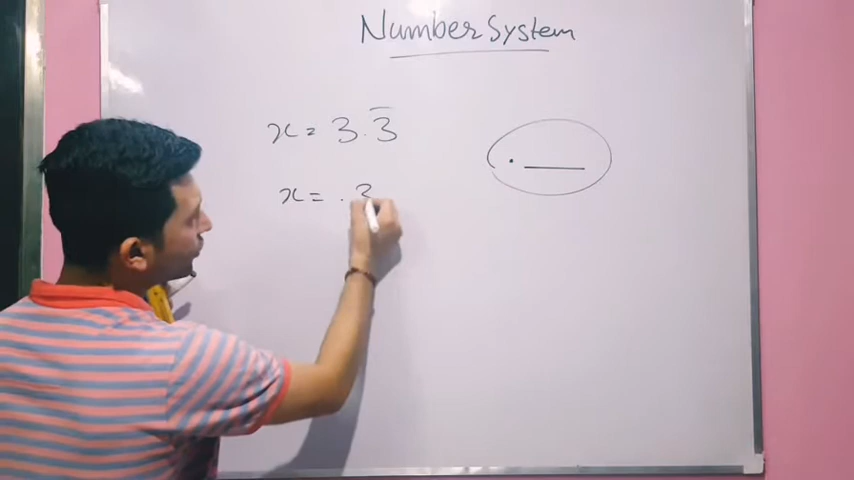 Number System
x = 3.3̅
x = .3